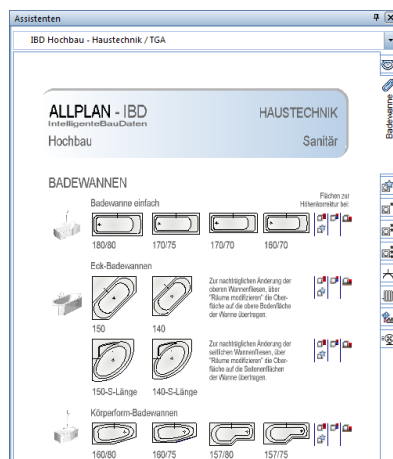 Assistenten
IBD Hochbau - Haustechnik / TGA
Badewanne
ALLPLAN - IBD
IntelligenteBauDaten
HAUSTECHNIK
Hochbau
Sanitär
BADEWANNEN
Badewanne einfach
Flächen zur
Höhenkorrektur bei:
180/80
170/75
170/70
160/70
Eck-Badewannen
Zur nachträglichen Änderung der
oberen Wannenfliesen, über
"Räume modifizieren" die Ober-
fläche auf die obere Bodenfläche
der Wanne übertragen.
150
140
Zur nachträglichen Änderung der
seitlichen Wannenfliesen, über
"Räume modifizieren" die Ober-
fläche auf die Seitenflächen
der Wanne übertragen.
150-S-Länge
140-S-Länge
Körperform-Badewannen
160/80
160/75
157/80
157/75